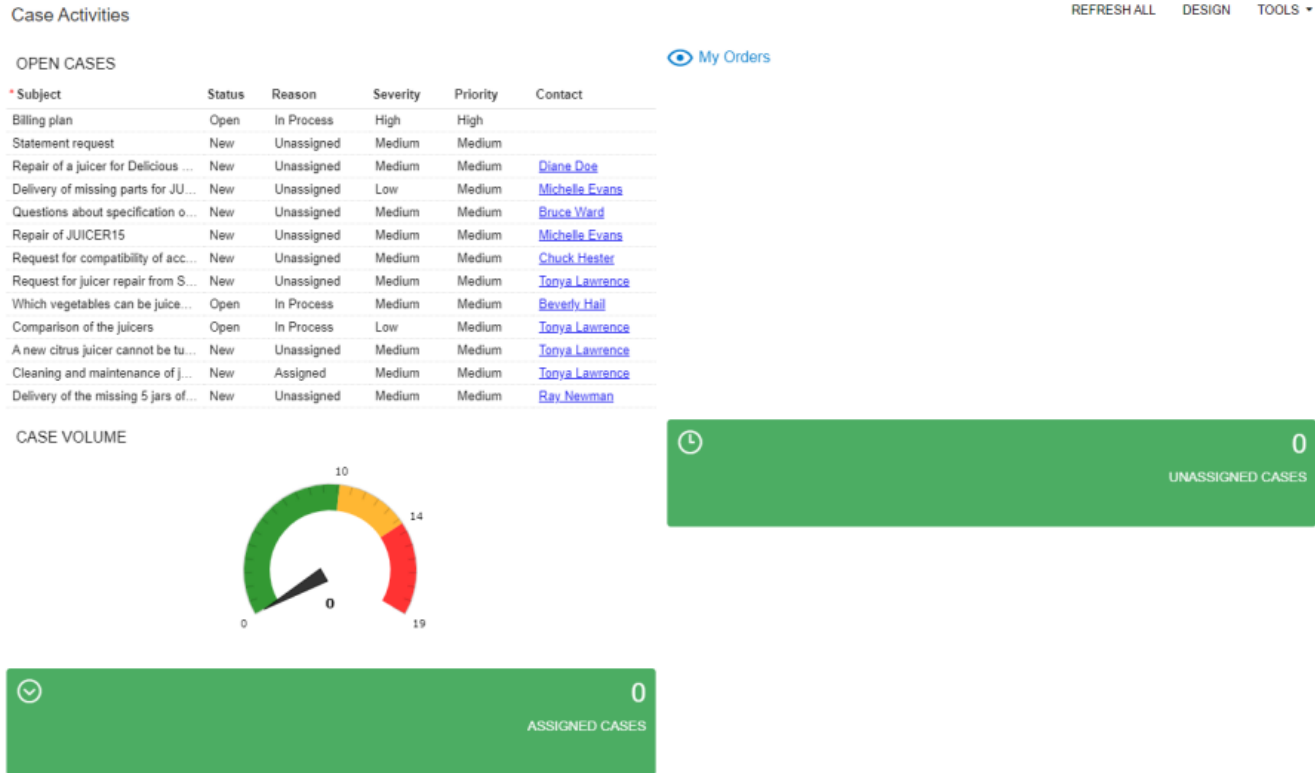 Case Activities
REFRESH ALL DESIGN TOOLS
OPEN CASES
My Orders
* Subject Status Reason Severity Priority Contact
Billing plan Open In Process High High
Statement request New Unassigned Medium Medium
Repair of a juicer for Delicious ... New Unassigned Medium Medium Diane Doe
Delivery of missing parts for JU... New Unassigned Low Medium Michelle Evans
Questions about specification o... New Unassigned Medium Medium Bruce Ward
Repair of JUICER15 New Unassigned Medium Medium Michelle Evans
Request for compatibility of acc... New Unassigned Medium Medium Chuck Hester
Request for juicer repair from S... New Unassigned Medium Medium Tonya Lawrence
Which vegetables can be juice... Open In Process Medium Medium Beverly Hail
Comparison of the juicers Open In Process Low Medium Tonya Lawrence
A new citrus juicer cannot be tu... New Unassigned Medium Medium Tonya Lawrence
Cleaning and maintenance of j... New Assigned Medium Medium Tonya Lawrence
Delivery of the missing 5 jars of... New Unassigned Medium Medium Ray Newman
CASE VOLUME
0
UNASSIGNED CASES
10
14
0
0
19
0
ASSIGNED CASES